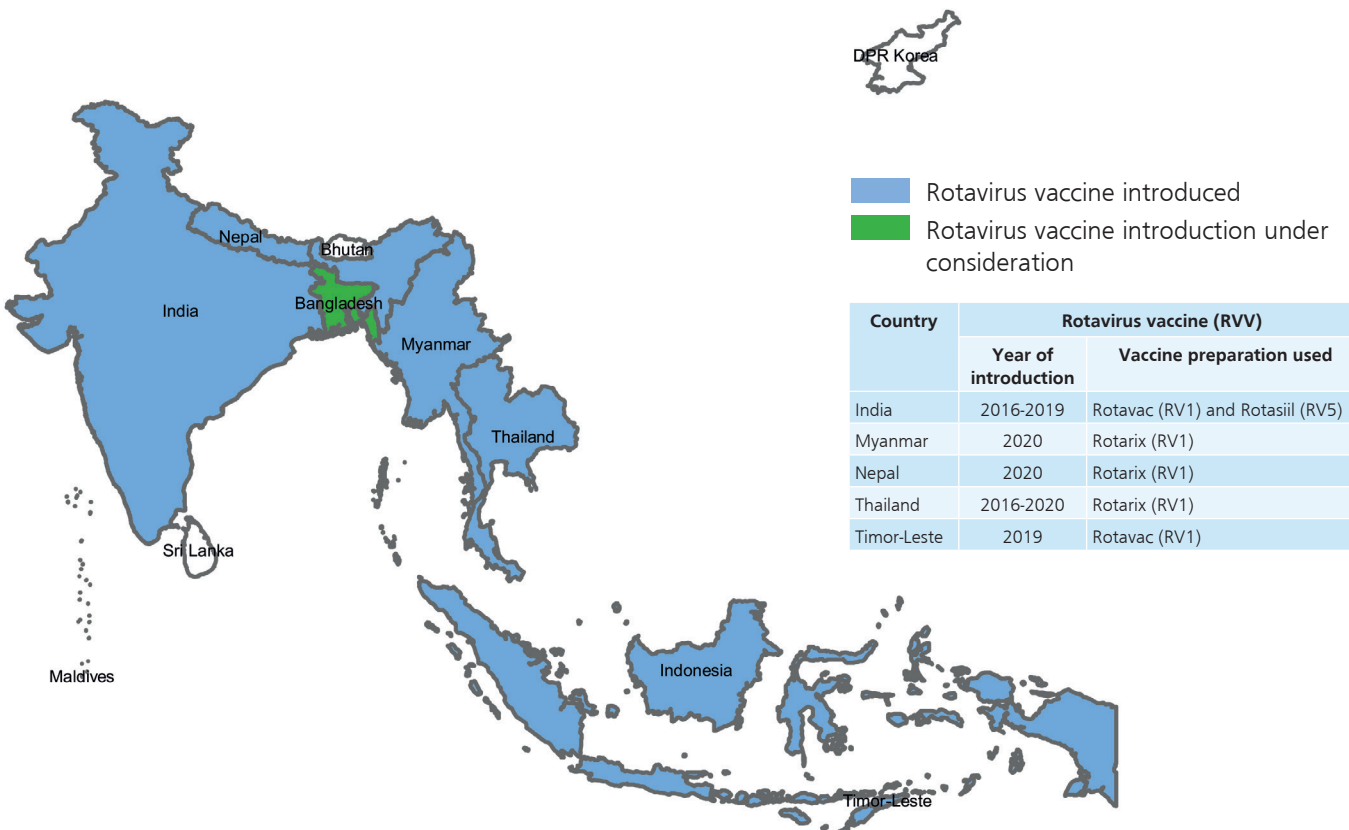 DPR Korea
Rotavirus vaccine introduced
Rotavirus vaccine introduction under
consideration
Nepal
Bhutan
India
Bangladesh
Myanmar
Thailand
Sri Lanka
Maldives
Indonesia
Timor-Leste
Country Rotavirus vaccine (RVV)
Year of introduction Vaccine preparation used
India 2016-2019 Rotavac (RV1) and Rotasiil (RV5)
Myanmar 2020 Rotarix (RV1)
Nepal 2020 Rotarix (RV1)
Thailand 2016-2020 Rotarix (RV1)
Timor-Leste 2019 Rotavac (RV1)